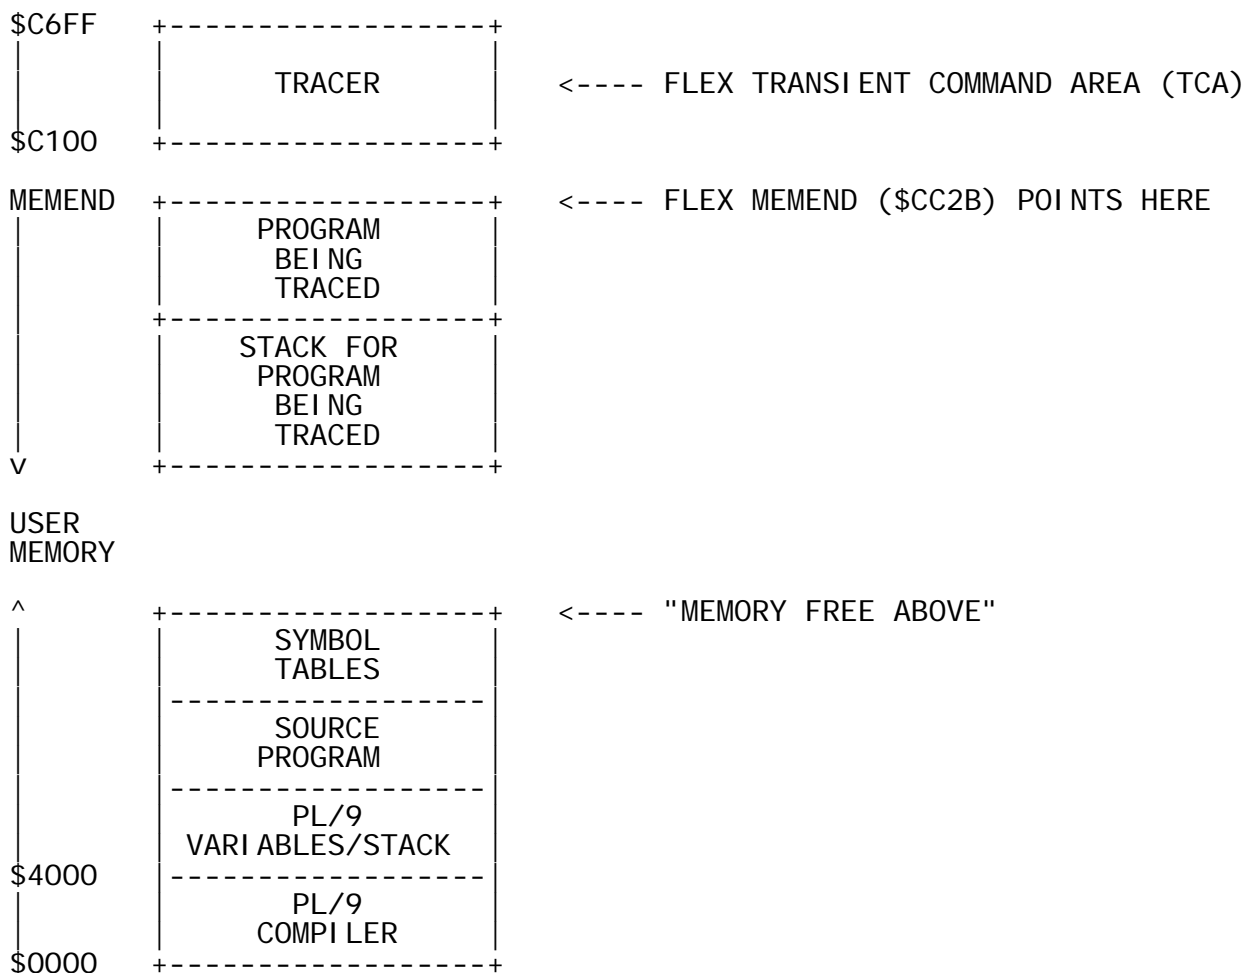 $C6FF +------------------+
TRACER <---- FLEX TRANSIENT COMMAND AREA (TCA)
$C100 +------------------+
MEMEND +------------------+ <---- FLEX MEMEND ($CC2B) POINTS HERE
| | PROGRAM |
| | BEING |
| | TRACED |
| +------------------+
| | STACK FOR |
| | PROGRAM |
| | BEING |
| | TRACED |
V +------------------+
USER
MEMORY
^ +------------------+ <---- "MEMORY FREE ABOVE"
| | SYMBOL |
| | TABLES |
| |------------------|
| | SOURCE |
| | PROGRAM |
| |------------------|
| | PL/9 |
| | VARIABLES/STACK |
$4000 |------------------|
| | PL/9 |
| | COMPILER |
$0000 +------------------+